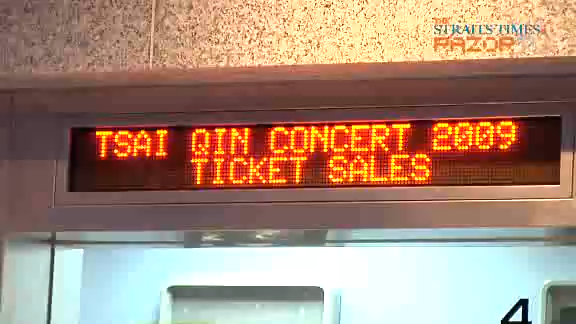 THE STRAITS TIMES
RAZOR
TSAI QIN CONCERT 2009
TICKET SALES
4